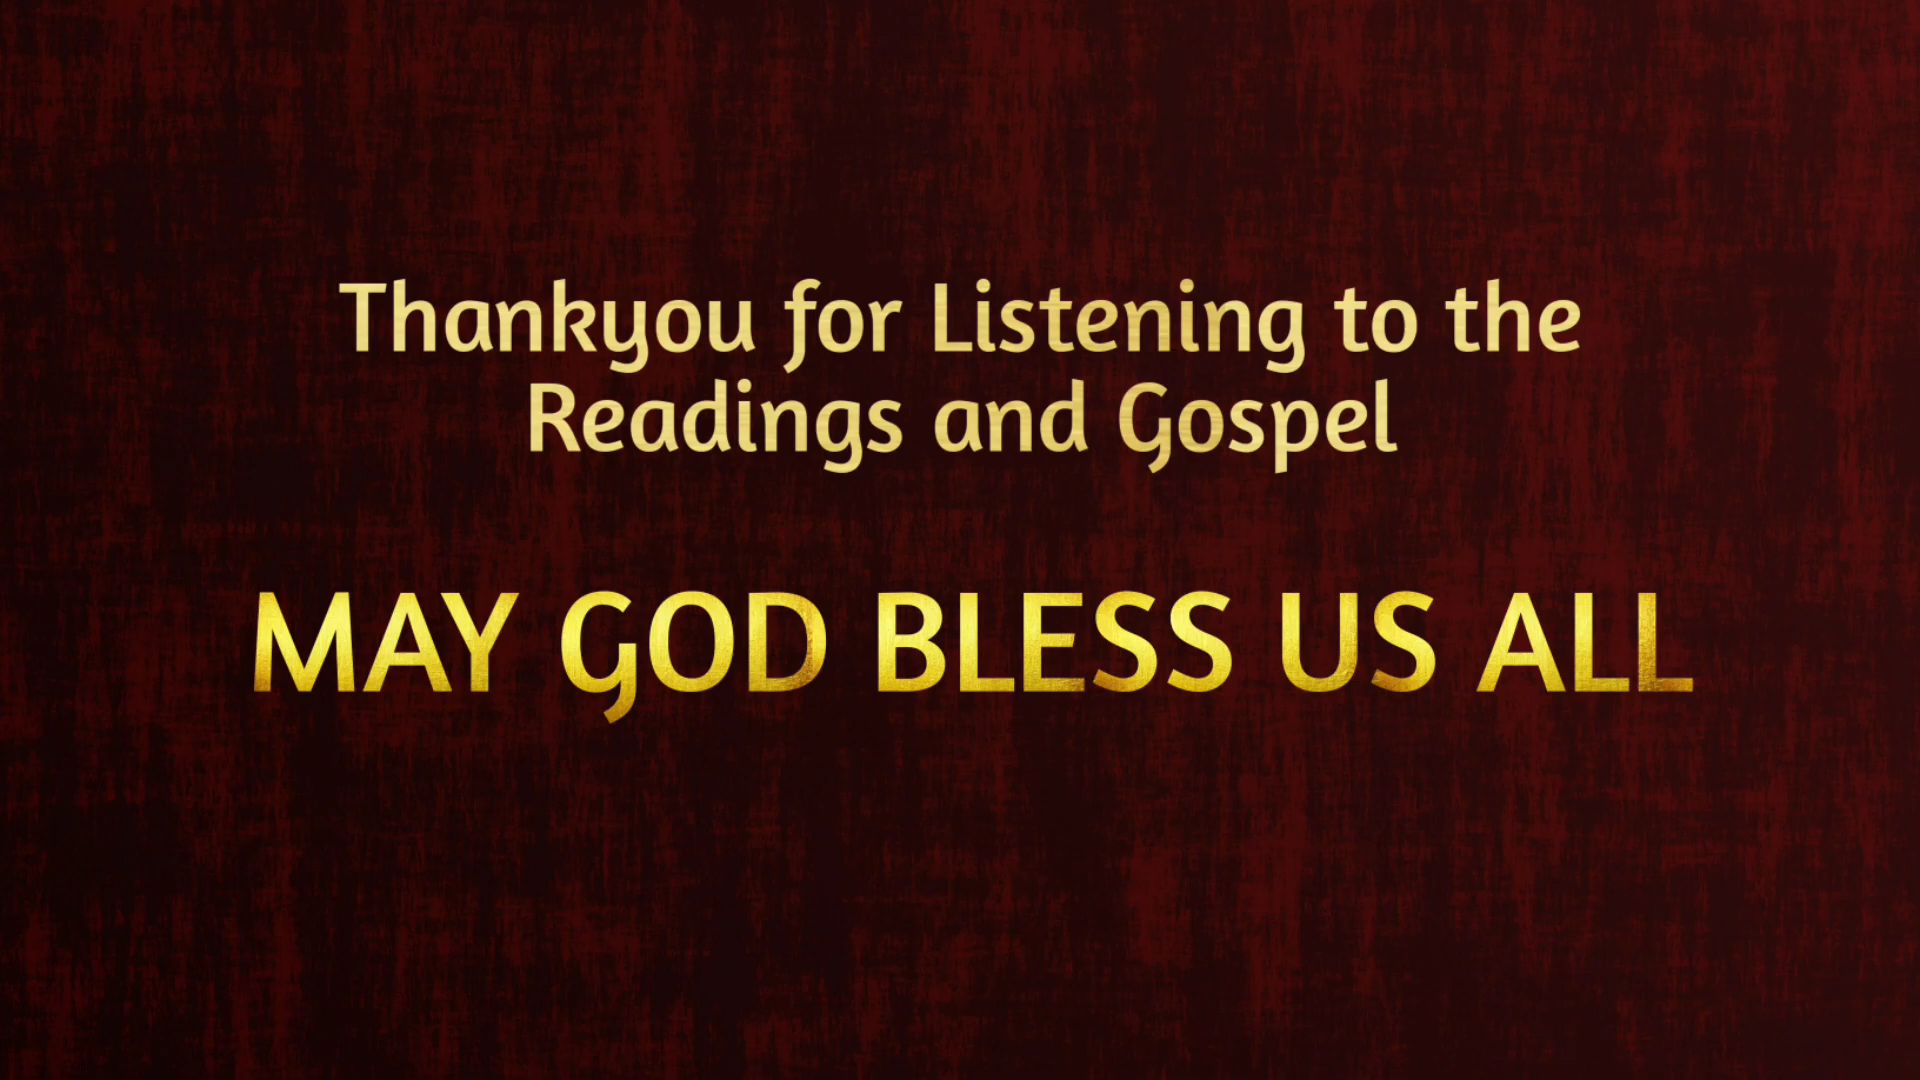 Thankyou for Listening to the
Readings and Gospel
MAY GOD BLESS US ALL